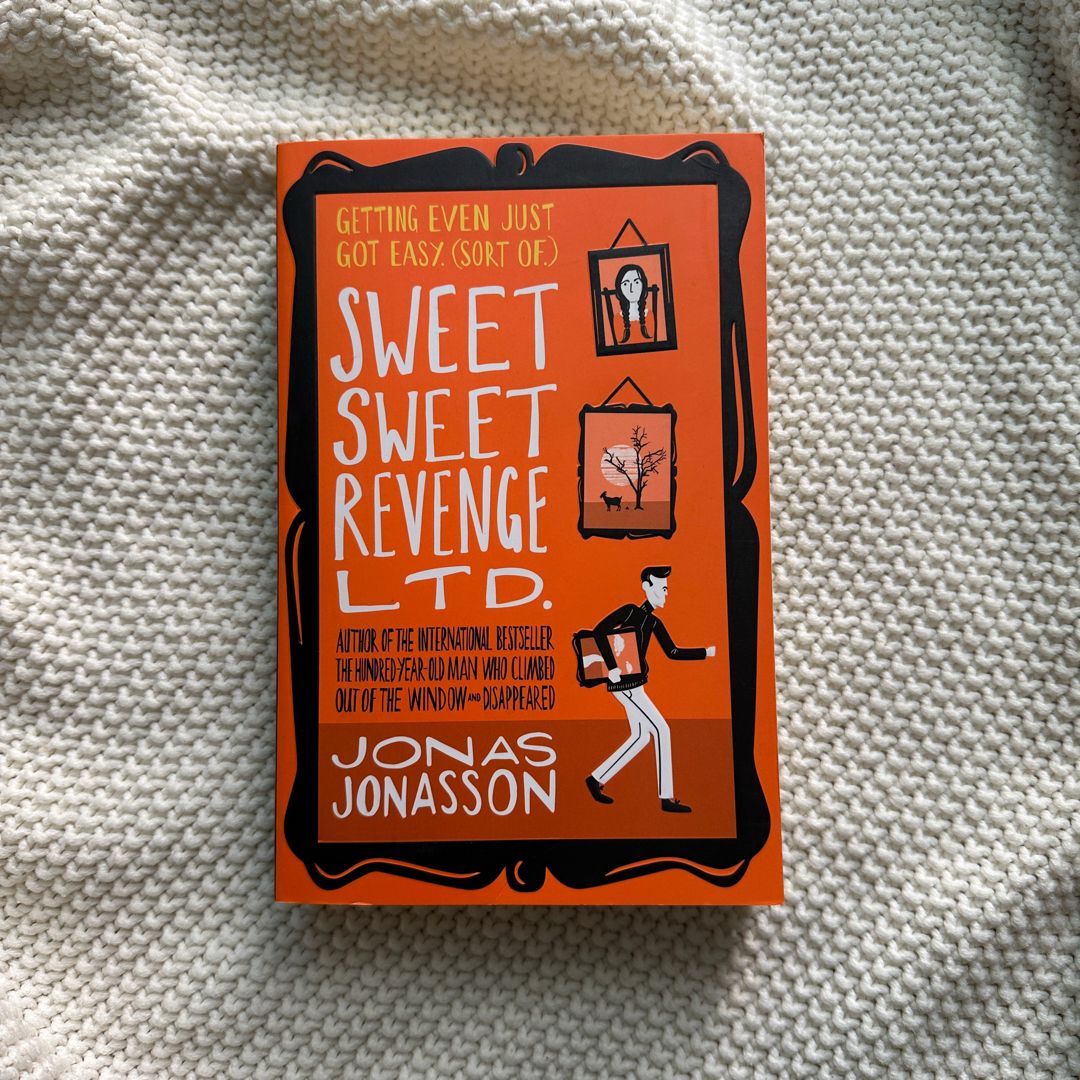 GETTING EVEN JUST
GOT EASY. (SORT OF.)
SWEET
SWEET
REVENGE
LTD.
AUTHOR OF THE INTERNATIONAL BESTSELLER
THE HUNDRED-YEAR-OLD MAN WHO CLIMBED
OUT OF THE WINDOW AND DISAPPEARED
JONAS
JONASSON